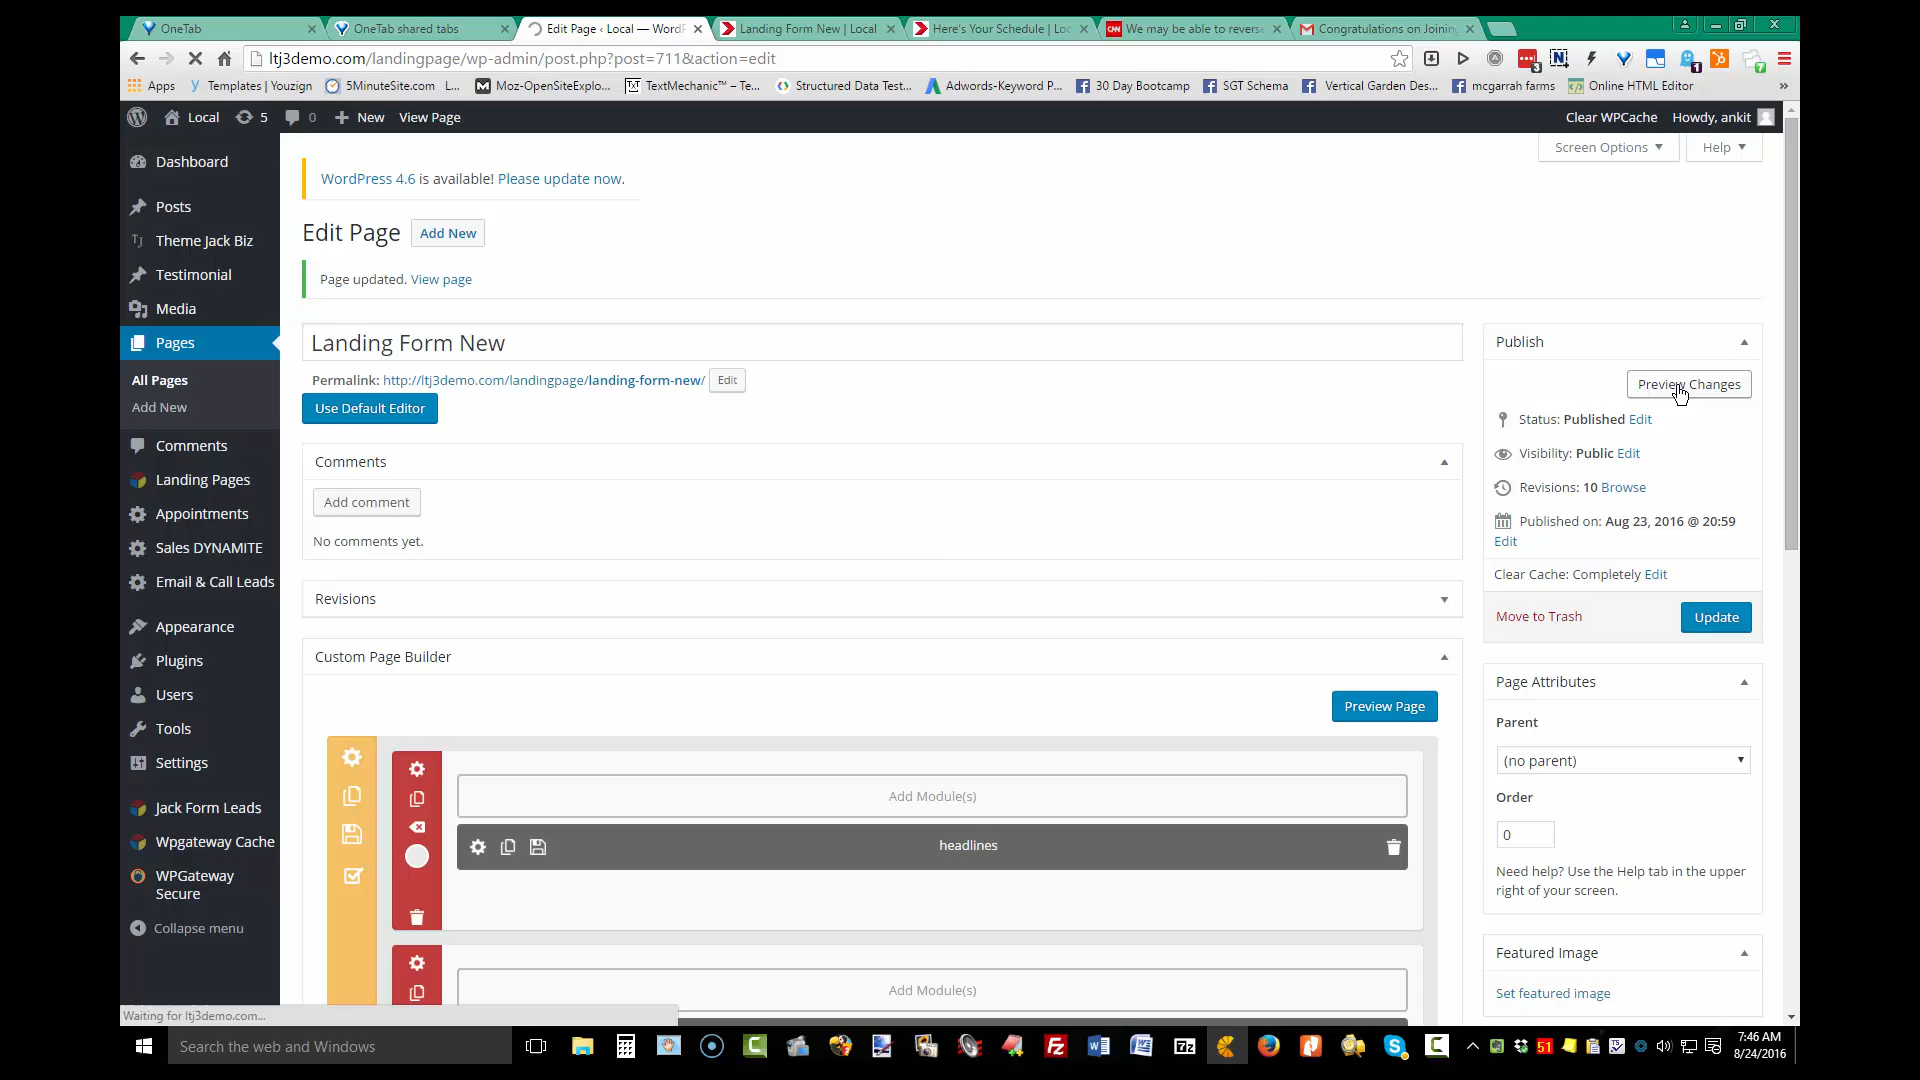 OneTab
OneTab shared tabs
Edit Page ‹ Local — WordP
Landing Form New | Local
Here's Your Schedule | Loc
CNN We may be able to revers
Congratulations on Joining
ltj3demo.com/landingpage/wp-admin/post.php?post=711&action=edit
Apps Templates | Youzign 5MinuteSite.com L... Moz-OpenSiteExplo... TextMechanic™ – Te... Structured Data Test... Adwords-Keyword P... 30 Day Bootcamp SGT Schema Vertical Garden Des... mcgarrah farms Online HTML Editor »
Local 5 0 New View Page Clear WPCache Howdy, ankit
Screen Options Help
Dashboard
Posts
Theme Jack Biz
Testimonial
Media
Pages
All Pages
Add New
Comments
Landing Pages
Appointments
Sales DYNAMITE
Email & Call Leads
Appearance
Plugins
Users
Tools
Settings
Jack Form Leads
Wpgateway Cache
WPGateway
Secure
Collapse menu
WordPress 4.6 is available! Please update now.
Edit Page Add New
Page updated. View page
Landing Form New
Permalink: http://ltj3demo.com/landingpage/landing-form-new/ Edit
Use Default Editor
Comments
Add comment
No comments yet.
Revisions
Custom Page Builder
Preview Page
Add Module(s)
headlines
Add Module(s)
Publish
Preview Changes
Status: Published Edit
Visibility: Public Edit
Revisions: 10 Browse
Published on: Aug 23, 2016 @ 20:59
Edit
Clear Cache: Completely Edit
Move to Trash Update
Page Attributes
Parent
(no parent)
Order
0
Need help? Use the Help tab in the upper
right of your screen.
Featured Image
Set featured image
Waiting for ltj3demo.com...
Search the web and Windows
7:46 AM
8/24/2016